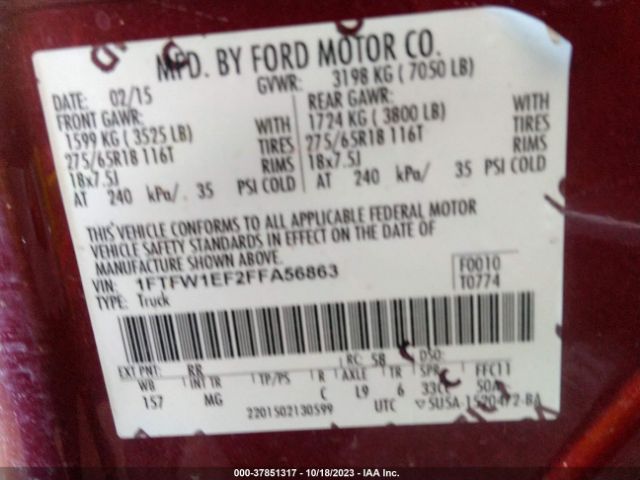 MFD. BY FORD MOTOR CO.
DATE: 02/15 GVWR: 3198 KG ( 7050 LB)
FRONT GAWR: REAR GAWR:
1599 KG ( 3525 LB) WITH 1724 KG ( 3800 LB) WITH
275/65R18 116T TIRES 275/65R18 116T TIRES
18x7.5J RIMS 18x7.5J RIMS
AT 240 kPa/ 35 PSI COLD AT 240 kPa/ 35 PSI COLD
THIS VEHICLE CONFORMS TO ALL APPLICABLE FEDERAL MOTOR
VEHICLE SAFETY STANDARDS IN EFFECT ON THE DATE OF
MANUFACTURE SHOWN ABOVE.
VIN: 1FTFW1EF2FFA56863 F0010
TYPE: Truck T0774
EXT PNT: RR RC: 58 DSO: FFC11
WB INT TR TP/PS R AXLE TR SPR
157 MG C L9 6
2201502130599 UTC
000-37851317 - 10/18/2023 - IAA Inc.